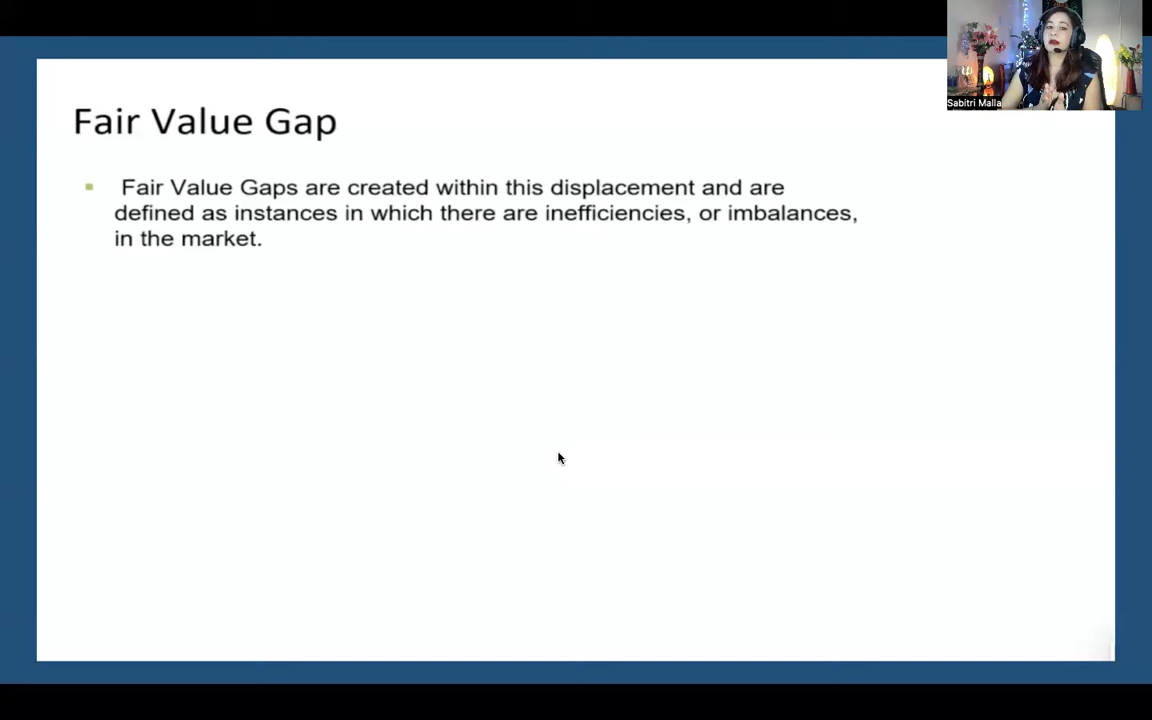 Sabitri Malla
Fair Value Gap
Fair Value Gaps are created within this displacement and are
defined as instances in which there are inefficiencies, or imbalances,
in the market.